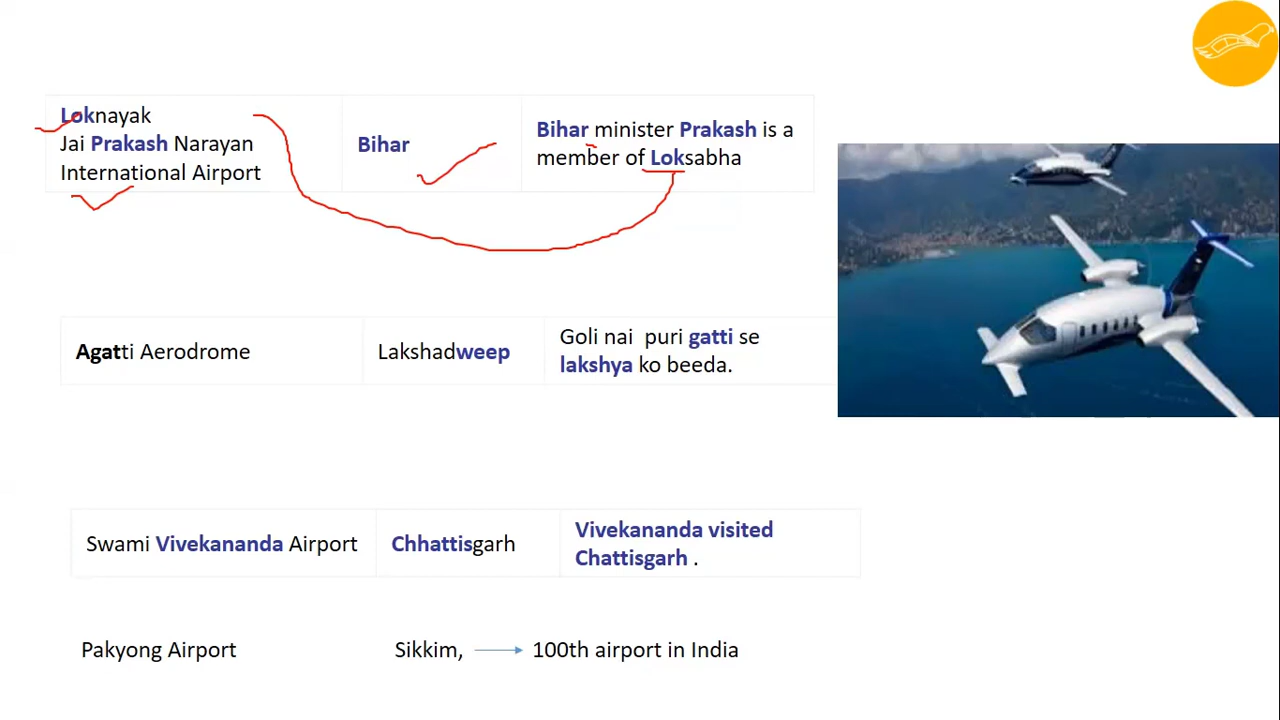 Loknayak
Jai Prakash Narayan
International Airport
Bihar
Bihar minister Prakash is a
member of Loksabha
Agatti Aerodrome
Lakshadweep
Goli nai puri gatti se
lakshya ko beeda.
Swami Vivekananda Airport
Chhattisgarh
Vivekananda visited
Chattisgarh .
Pakyong Airport
Sikkim,
100th airport in India